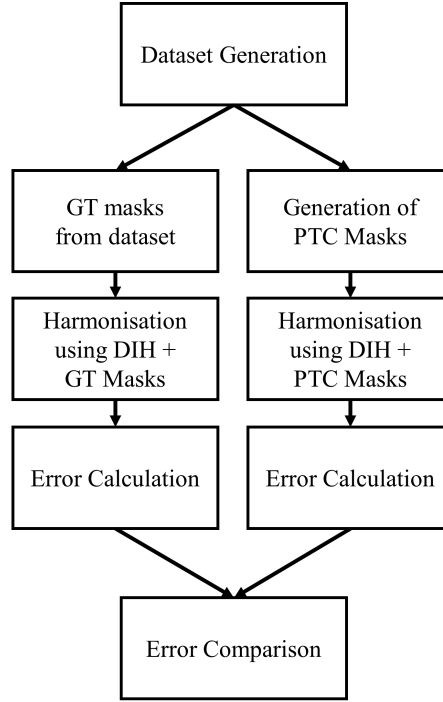 Dataset Generation
GT masks
from dataset
Generation of
PTC Masks
Harmonisation
using DIH +
GT Masks
Harmonisation
using DIH +
PTC Masks
Error Calculation
Error Calculation
Error Comparison